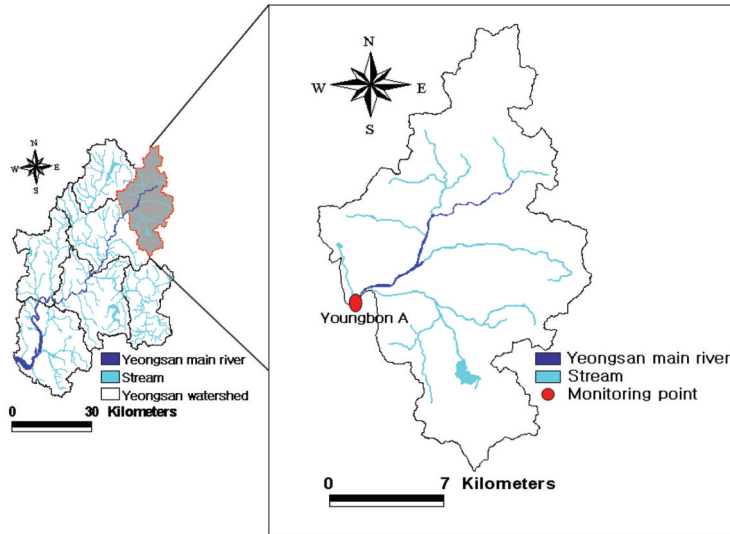 N
W E
S
Yeongsan main river
Stream
Yeongsan watershed
0 30 Kilometers
N
W E
S
Youngbon A
Yeongsan main river
Stream
Monitoring point
0 7 Kilometers